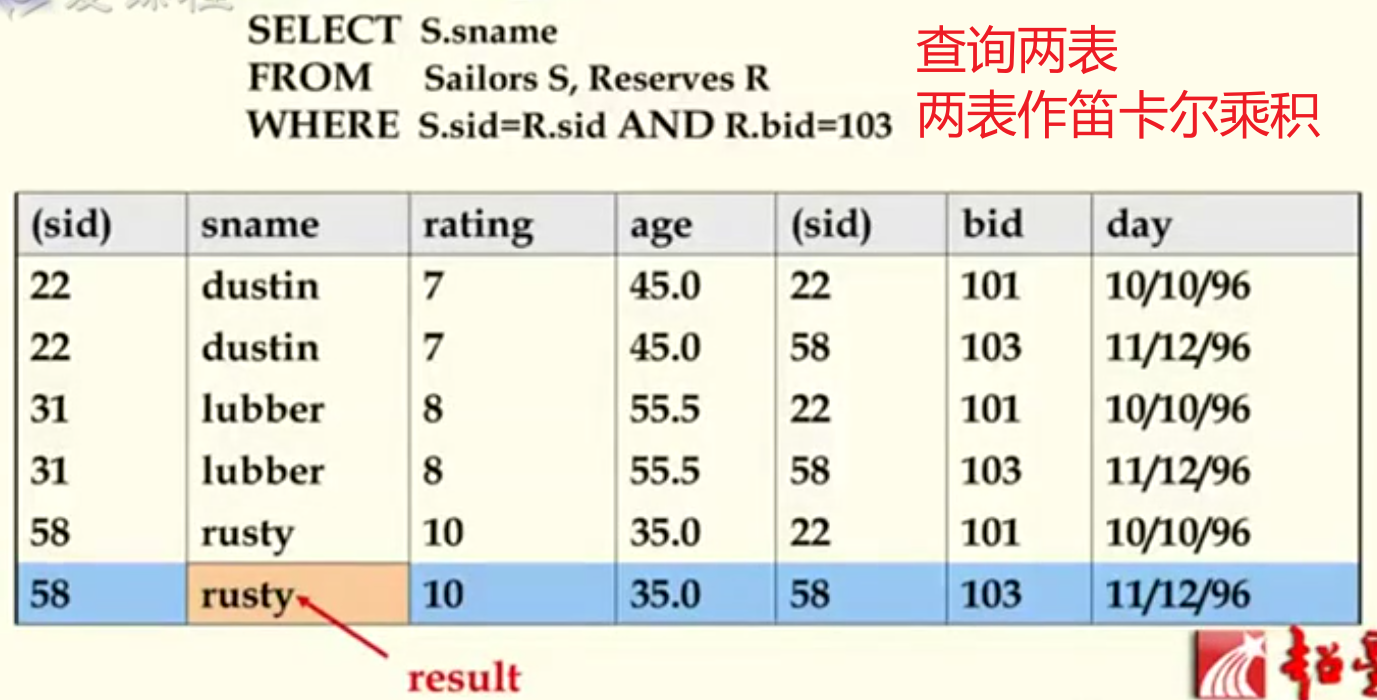 SELECT S.sname
FROM Sailors S, Reserves R
WHERE S.sid=R.sid AND R.bid=103
查询两表
两表作笛卡尔乘积
(sid) sname rating age (sid) bid day
22 dustin 7 45.0 22 101 10/10/96
22 dustin 7 45.0 58 103 11/12/96
31 lubber 8 55.5 22 101 10/10/96
31 lubber 8 55.5 58 103 11/12/96
58 rusty 10 35.0 22 101 10/10/96
58 rusty 10 35.0 58 103 11/12/96
result